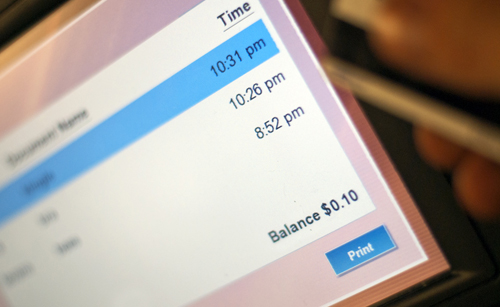 Document Name Time
10:31 pm
10:26 pm
8:52 pm
Balance $0.10
Print